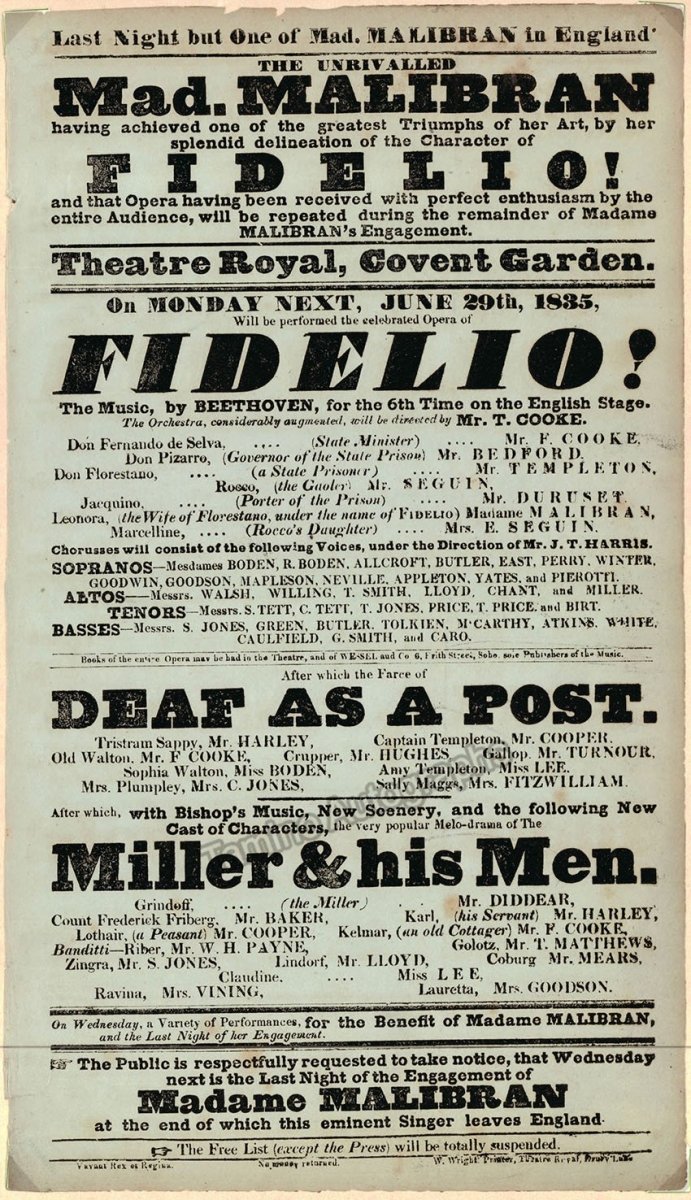 Last Night but One of Mad. MALIBRAN in England
THE UNRIVALLED
Mad. MALIBRAN
having achieved one of the greatest Triumphs of her Art, by her
splendid delineation of the Character of
FIDELIO!
and that Opera having been received with perfect enthusiasm by the
entire Audience, will be repeated during the remainder of Madame
MALIBRAN's Engagement.
Theatre Royal, Covent Garden.
On MONDAY NEXT, JUNE 29th, 1835,
Will be performed the celebrated Opera of
FIDELIO!
The Music, by BEETHOVEN, for the 6th Time on the English Stage.
The Orchestra, considerably augmented, will be directed by Mr. T. COOKE.
Don Fernando de Selva, .... (State Minister) .... Mr. F. COOKE,
Don Pizarro, (Governor of the State Prison) Mr. BEDFORD,
Don Florestano, .... (a State Prisoner) .... Mr. TEMPLETON,
Rocco, (the Gaoler) Mr. SEGUIN,
Jacquino, .... (Porter of the Prison) .... Mr. DURUSET.
Leonora, (the Wife of Florestano, under the name of FIDELIO) Madame MALIBRAN,
Marcelline, .... (Rocco's Daughter) .... Mrs. E. SEGUIN.
Chorusses will consist of the following Voices, under the Direction of Mr. J. T. HARRIS.
SOPRANOS—Mesdames BODEN, R. BODEN, ALLCROFT, BUTLER, EAST, PERRY, WINTER,
GOODWIN, GOODSON, MAPLESON, NEVILLE, APPLETON, YATES, and PIEROTTI.
ALTOS—Messrs. WALSH, WILLING, T. SMITH, LLOYD, CHANT, and MILLER.
TENORS—Messrs. S. TETT, C. TETT, T. JONES, PRICE, T. PRICE, and BIRT.
BASSES—Messrs. S. JONES, GREEN, BUTLER, TOLKIEN, McCARTHY, ATKINS, WHITE,
CAULFIELD, G. SMITH, and CARO.
Books of the entire Opera may be had in the Theatre, and of WESSEL and Co 6, Frith Street, Soho, sole Publishers of the Music.
After which the Farce of
DEAF AS A POST.
Tristram Sappy, Mr. HARLEY, Captain Templeton, Mr. COOPER,
Old Walton, Mr. F COOKE, Crupper, Mr. HUGHES Gallop, Mr. TURNOUR,
Sophia Walton, Miss BODEN, Amy Templeton, Miss LEE,
Mrs. Plumpley, Mrs. C. JONES, Sally Maggs, Mrs. FITZWILLIAM.
After which, with Bishop's Music, New Scenery, and the following New
Cast of Characters, the very popular Melo-drama of The
Miller & his Men.
Grindoff, .... (the Miller) .. Mr. DIDDEAR,
Count Frederick Friberg, Mr. BAKER, Karl, (his Servant) Mr. HARLEY,
Lothair, (a Peasant) Mr. COOPER, Kelmar, (an old Cottager) Mr. F. COOKE,
Banditti—Riber, Mr. W. H. PAYNE, Golotz, Mr. T. MATTHEWS,
Zingra, Mr. S. JONES, Lindorf, Mr. LLOYD, Coburg Mr. MEARS,
Claudine, .... Miss LEE,
Ravina, Mrs. VINING, Lauretta, Mrs. GOODSON.
On Wednesday, a Variety of Performances, for the Benefit of Madame MALIBRAN,
and the Last Night of her Engagement.
☞ The Public is respectfully requested to take notice, that Wednesday
next is the Last Night of the Engagement of
Madame MALIBRAN
at the end of which this eminent Singer leaves England.
☞ The Free List (except the Press) will be totally suspended.
Vivant Rex et Regina. No money returned. W. Wright, Printer, Theatre Royal, Drury Lane